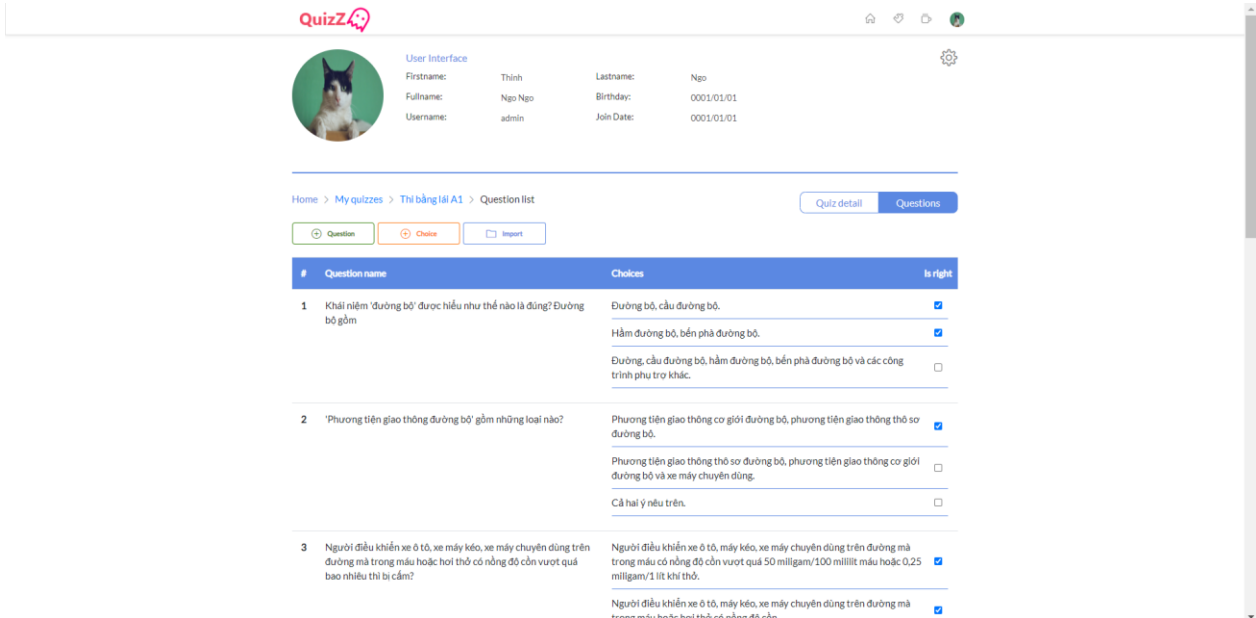 QuizZ
User Interface
Firstname: Thinh Lastname: Ngo
Fullname: Ngo Ngo Birthday: 0001/01/01
Username: admin Join Date: 0001/01/01
Home > My quizzes > Thi bằng lái A1 > Question list
Quiz detail Questions
Question Choice Import
# Question name Choices Is right
1 Khái niệm 'đường bộ' được hiểu như thế nào là đúng? Đường
bộ gồm
Đường bộ, cầu đường bộ.
Hầm đường bộ, bến phà đường bộ.
Đường, cầu đường bộ, hầm đường bộ, bến phà đường bộ và các công
trình phụ trợ khác.
2 'Phương tiện giao thông đường bộ' gồm những loại nào?
Phương tiện giao thông cơ giới đường bộ, phương tiện giao thông thô sơ
đường bộ.
Phương tiện giao thông thô sơ đường bộ, phương tiện giao thông cơ giới
đường bộ và xe máy chuyên dùng.
Cả hai ý nêu trên.
3 Người điều khiển xe ô tô, xe máy kéo, xe máy chuyên dùng trên
đường mà trong máu hoặc hơi thở có nồng độ cồn vượt quá
bao nhiêu thì bị cấm?
Người điều khiển xe ô tô, máy kéo, xe máy chuyên dùng trên đường mà
trong máu có nồng độ cồn vượt quá 50 miligam/100 mililít máu hoặc 0,25
miligam/1 lít khí thở.
Người điều khiển xe ô tô, máy kéo, xe máy chuyên dùng trên đường mà
trong máu hoặc hơi thở có nồng độ cồn.